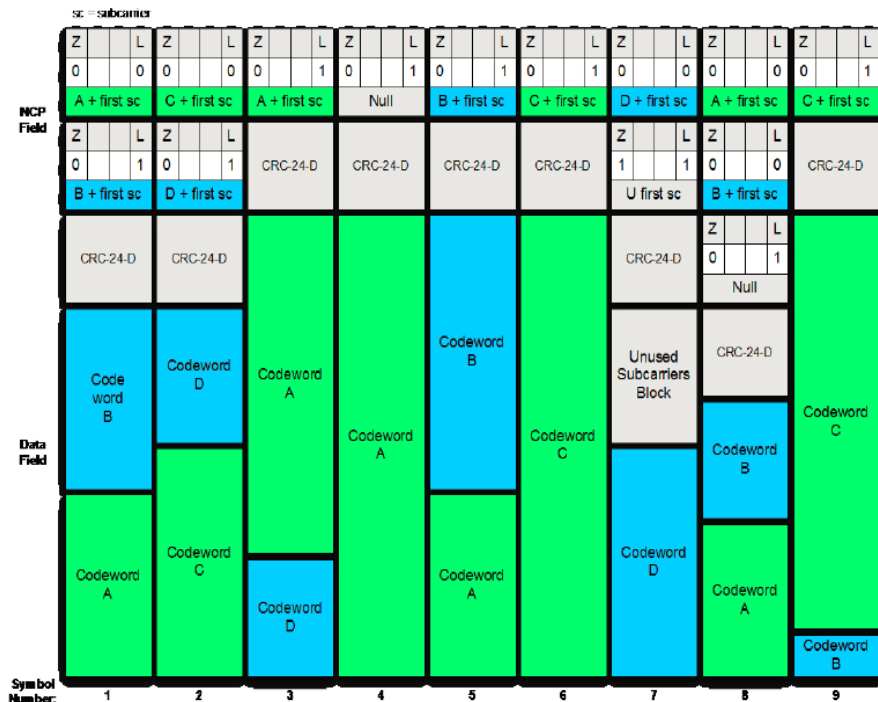 sc = subcarrier
Z L Z L Z L Z L Z L Z L Z L Z L Z L
0 0 0 0 0 1 0 1 0 1 0 1 0 0 0 0 0 1
A + first sc C + first sc A + first sc Null B + first sc C + first sc D + first sc A + first sc C + first sc
NCP
Field
Z L Z L Z L Z L
0 1 0 1 CRC-24-D CRC-24-D CRC-24-D CRC-24-D 1 1 0 0 CRC-24-D
B + first sc D + first sc U first sc B + first sc
CRC-24-D CRC-24-D CRC-24-D
Z L
0 1
Null
Code
word
B
Codeword
D
Codeword
A
Codeword
A
Codeword
B
Codeword
C
Unused
Subcarriers
Block
CRC-24-D
Codeword
C
Codeword
B
Data
Field
Codeword
A
Codeword
C
Codeword
D
Codeword
A
Codeword
D
Codeword
A
Codeword
B
Symbol
Number:
1 2 3 4 5 6 7 8 9